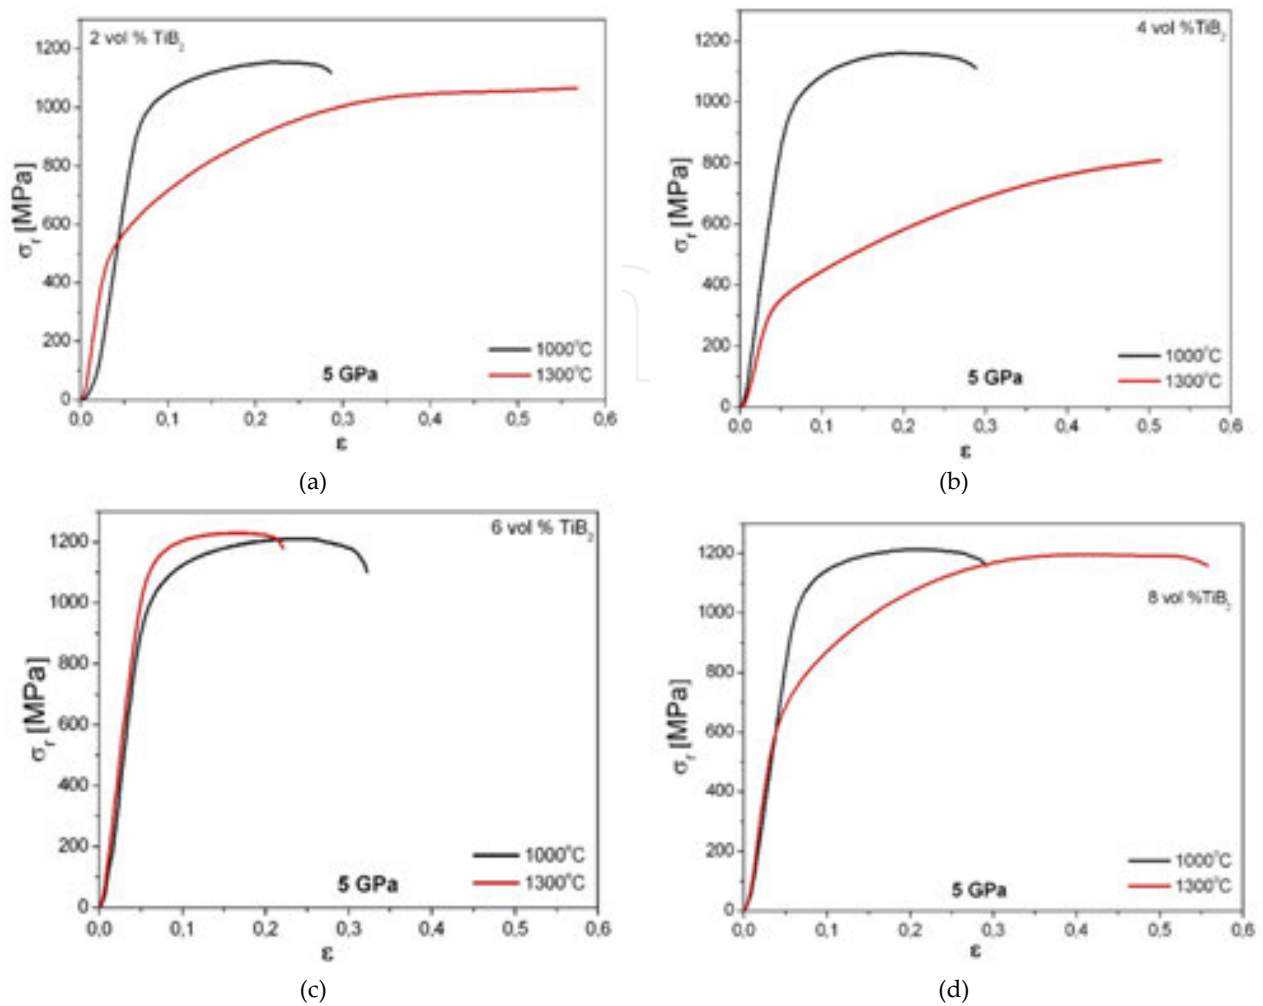 2 vol % TiB₂
1200
1000
800
600
400
200
0
σᵣ [MPa]
0,0 0,1 0,2 0,3 0,4 0,5 0,6
ε
5 GPa
1000°C
1300°C
(a)
4 vol %TiB₂
1200
1000
800
600
400
200
0
σᵣ [MPa]
0,0 0,1 0,2 0,3 0,4 0,5 0,6
ε
5 GPa
1000°C
1300°C
(b)
6 vol % TiB₂
1200
1000
800
600
400
200
0
σᵣ [MPa]
0,0 0,1 0,2 0,3 0,4 0,5 0,6
ε
5 GPa
1000°C
1300°C
(c)
8 vol %TiB₂
1200
1000
800
600
400
200
0
σᵣ [MPa]
0,0 0,1 0,2 0,3 0,4 0,5 0,6
ε
5 GPa
1000°C
1300°C
(d)